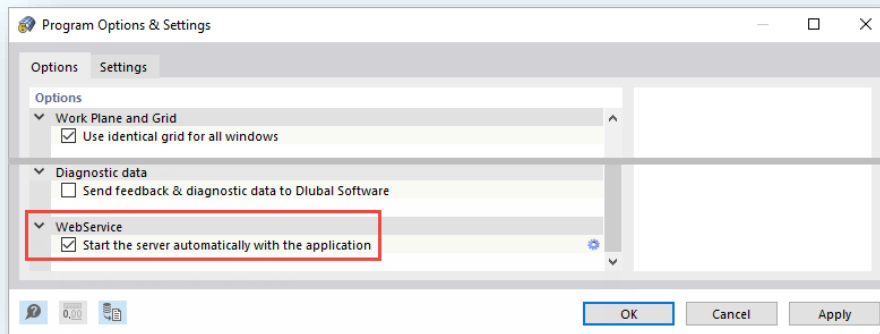 Program Options & Settings
Options Settings
Options
Work Plane and Grid
Use identical grid for all windows
Diagnostic data
Send feedback & diagnostic data to Dlubal Software
WebService
Start the server automatically with the application
0,00
OK Cancel Apply